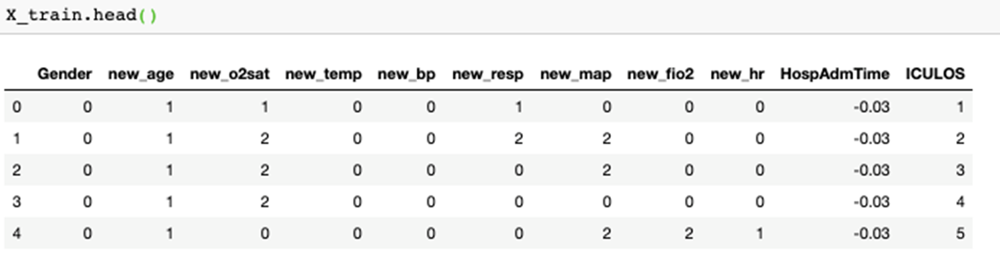 X_train.head()
Gender new_age new_o2sat new_temp new_bp new_resp new_map new_fio2 new_hr HospAdmTime ICULOS
0 0 1 1 0 0 1 0 0 0 -0.03 1
1 0 1 2 0 0 2 2 0 0 -0.03 2
2 0 1 2 0 0 0 2 0 0 -0.03 3
3 0 1 2 0 0 0 0 0 0 -0.03 4
4 0 1 0 0 0 0 2 2 1 -0.03 5